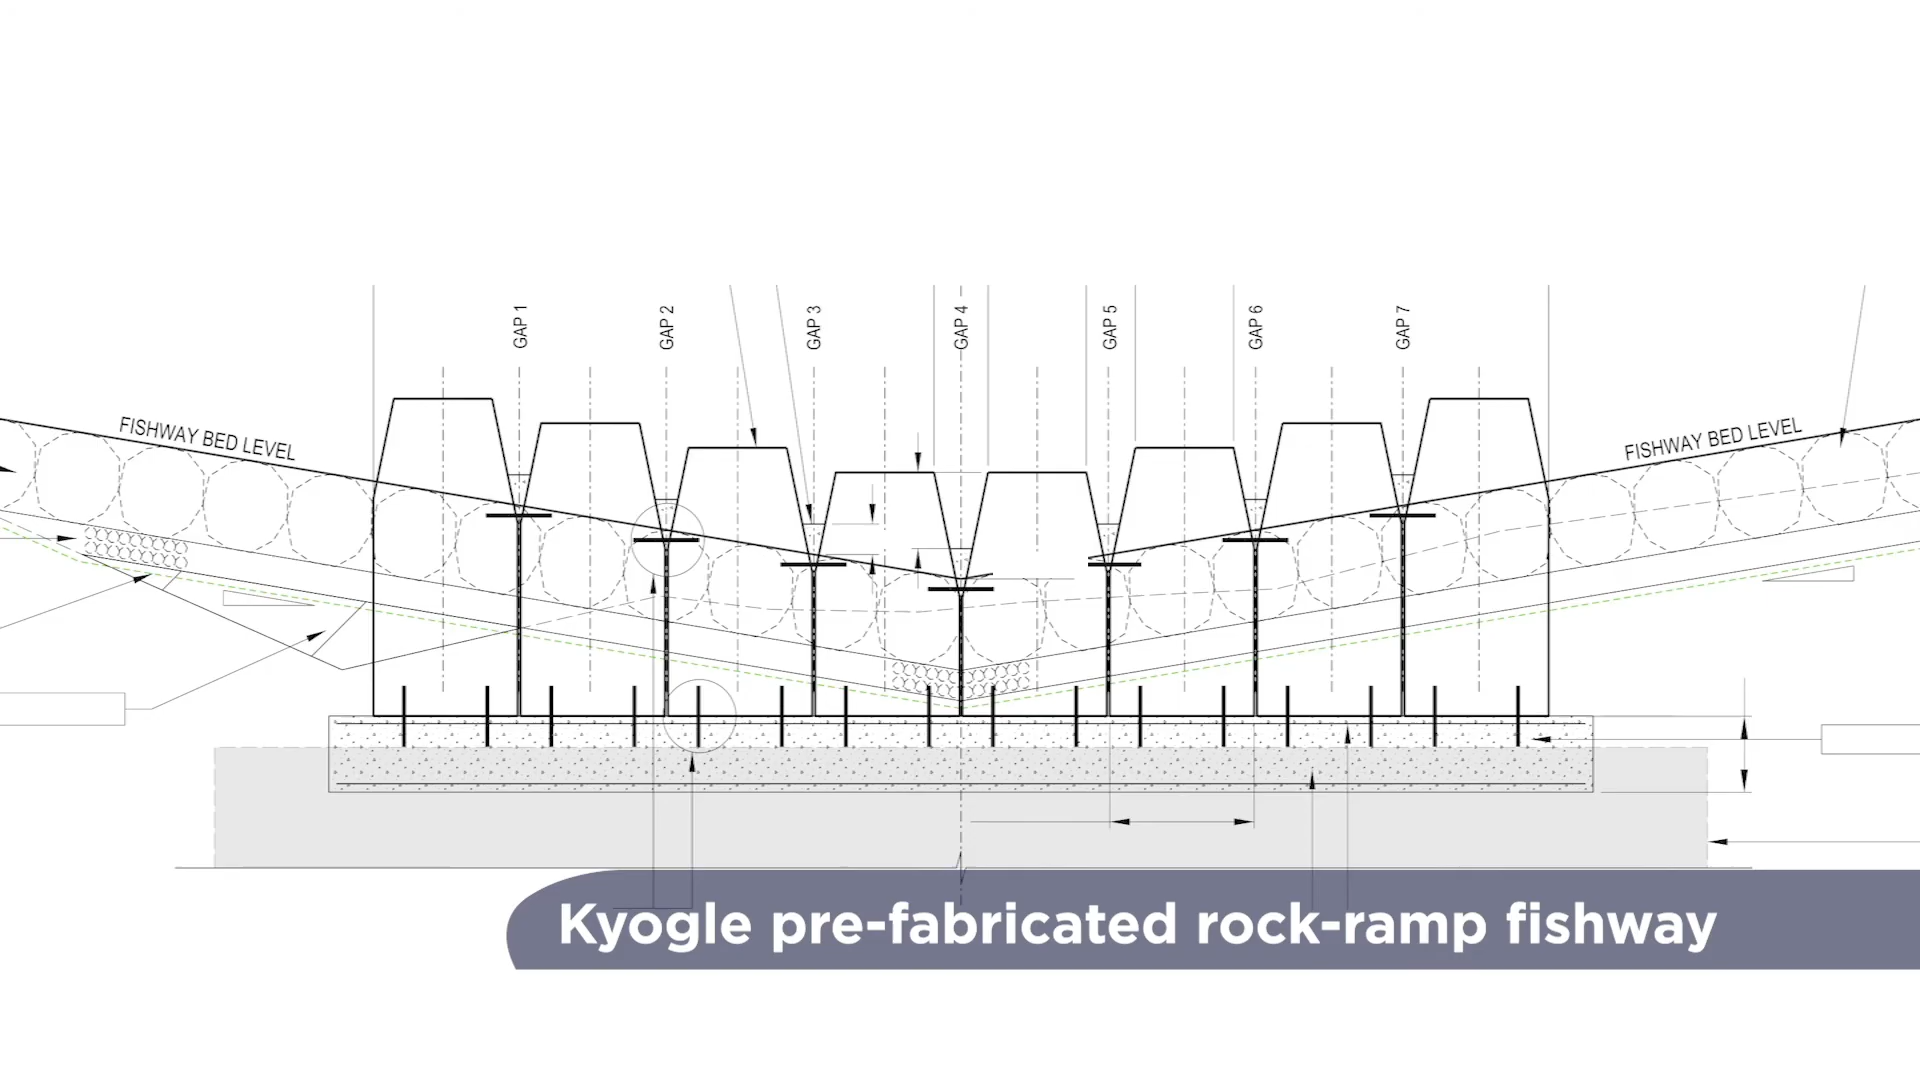 GAP 1
GAP 2
GAP 3
GAP 4
GAP 5
GAP 6
GAP 7
FISHWAY BED LEVEL
FISHWAY BED LEVEL
Kyogle pre-fabricated rock-ramp fishway